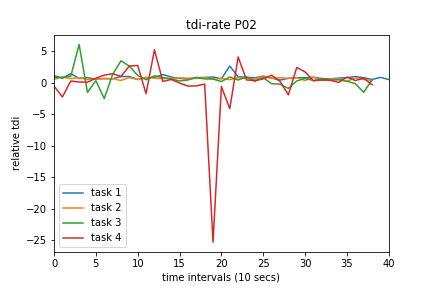 tdi-rate P02
relative tdi
5
0
−5
−10
−15
−20
−25
task 1
task 2
task 3
task 4
0 5 10 15 20 25 30 35 40
time intervals (10 secs)